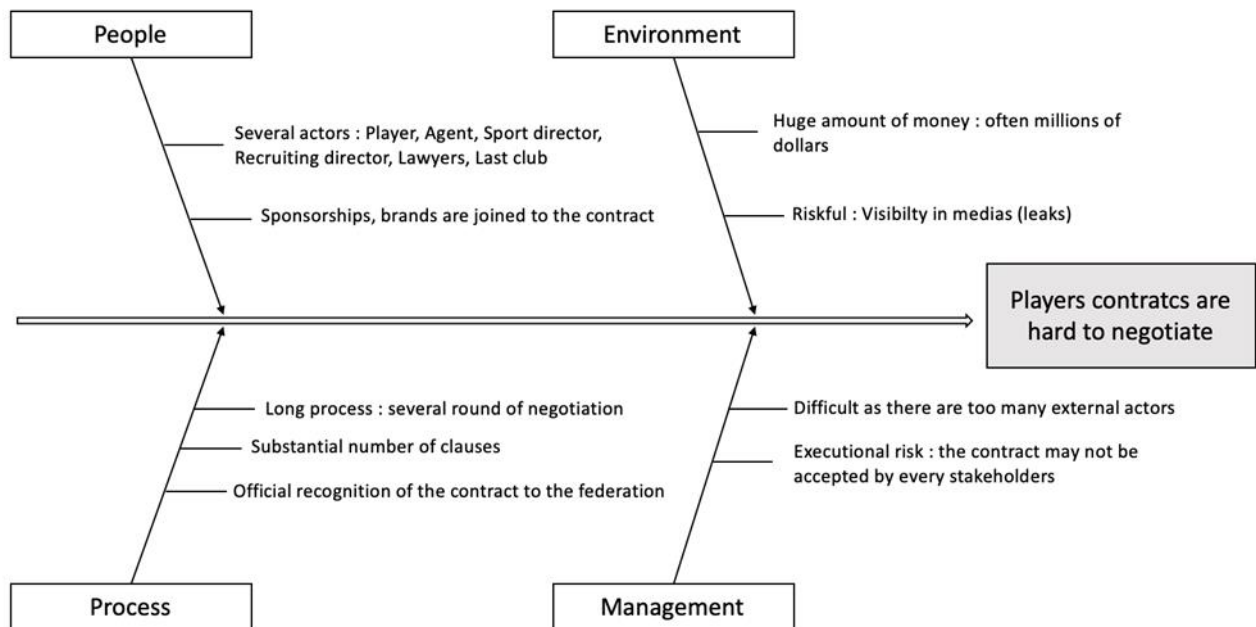 People
Environment
Several actors : Player, Agent, Sport director,
Recruiting director, Lawyers, Last club
Sponsorships, brands are joined to the contract
Huge amount of money : often millions of
dollars
Riskful : Visibilty in medias (leaks)
Players contratcs are
hard to negotiate
Long process : several round of negotiation
Substantial number of clauses
Official recognition of the contract to the federation
Difficult as there are too many external actors
Executional risk : the contract may not be
accepted by every stakeholders
Process
Management